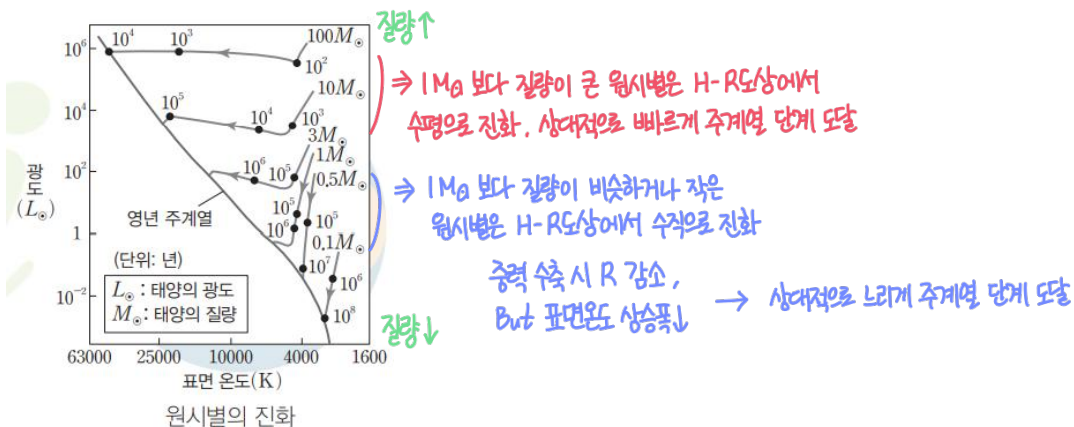 질량↑
10⁶
10⁴
10³
100M⊙
10²
⇒ 1M⊙ 보다 질량이 큰 원시별은 H-R도상에서
수평으로 진화. 상대적으로 빠르게 주계열 단계 도달
10⁴
10⁵
10⁴
10M⊙
10³
3M⊙
10²
10⁶
10⁵
1M⊙
0.5M⊙
⇒ 1M⊙ 보다 질량이 비슷하거나 작은
원시별은 H-R도상에서 수직으로 진화
광도(L⊙)
영년 주계열
1
10⁵
10⁶
10⁵
0.1M⊙
(단위: 년)
10⁷
10⁶
중력 수축 시 R 감소,
But 표면온도 상승폭↓
→ 상대적으로 느리게 주계열 단계 도달
L⊙ : 태양의 광도
M⊙ : 태양의 질량
10⁻²
10⁸
질량↓
63000 25000 10000 4000 1600
표면 온도(K)
원시별의 진화